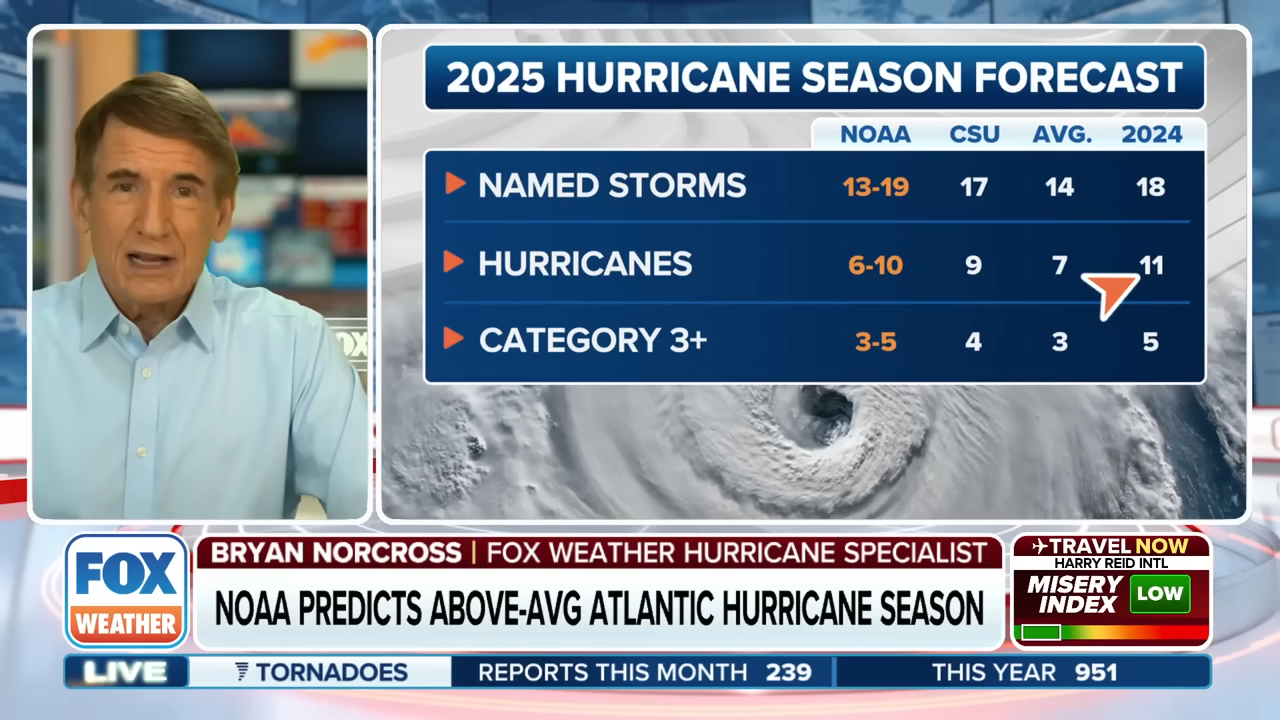 2025 HURRICANE SEASON FORECAST
NOAA CSU AVG. 2024
NAMED STORMS 13-19 17 14 18
HURRICANES 6-10 9 7 11
CATEGORY 3+ 3-5 4 3 5
FOX
BRYAN NORCROSS | FOX WEATHER HURRICANE SPECIALIST
NOAA PREDICTS ABOVE-AVG ATLANTIC HURRICANE SEASON
FOX
WEATHER
TRAVEL NOW
HARRY REID INTL
MISERY
INDEX
LOW
LIVE TORNADOES REPORTS THIS MONTH 239 THIS YEAR 951